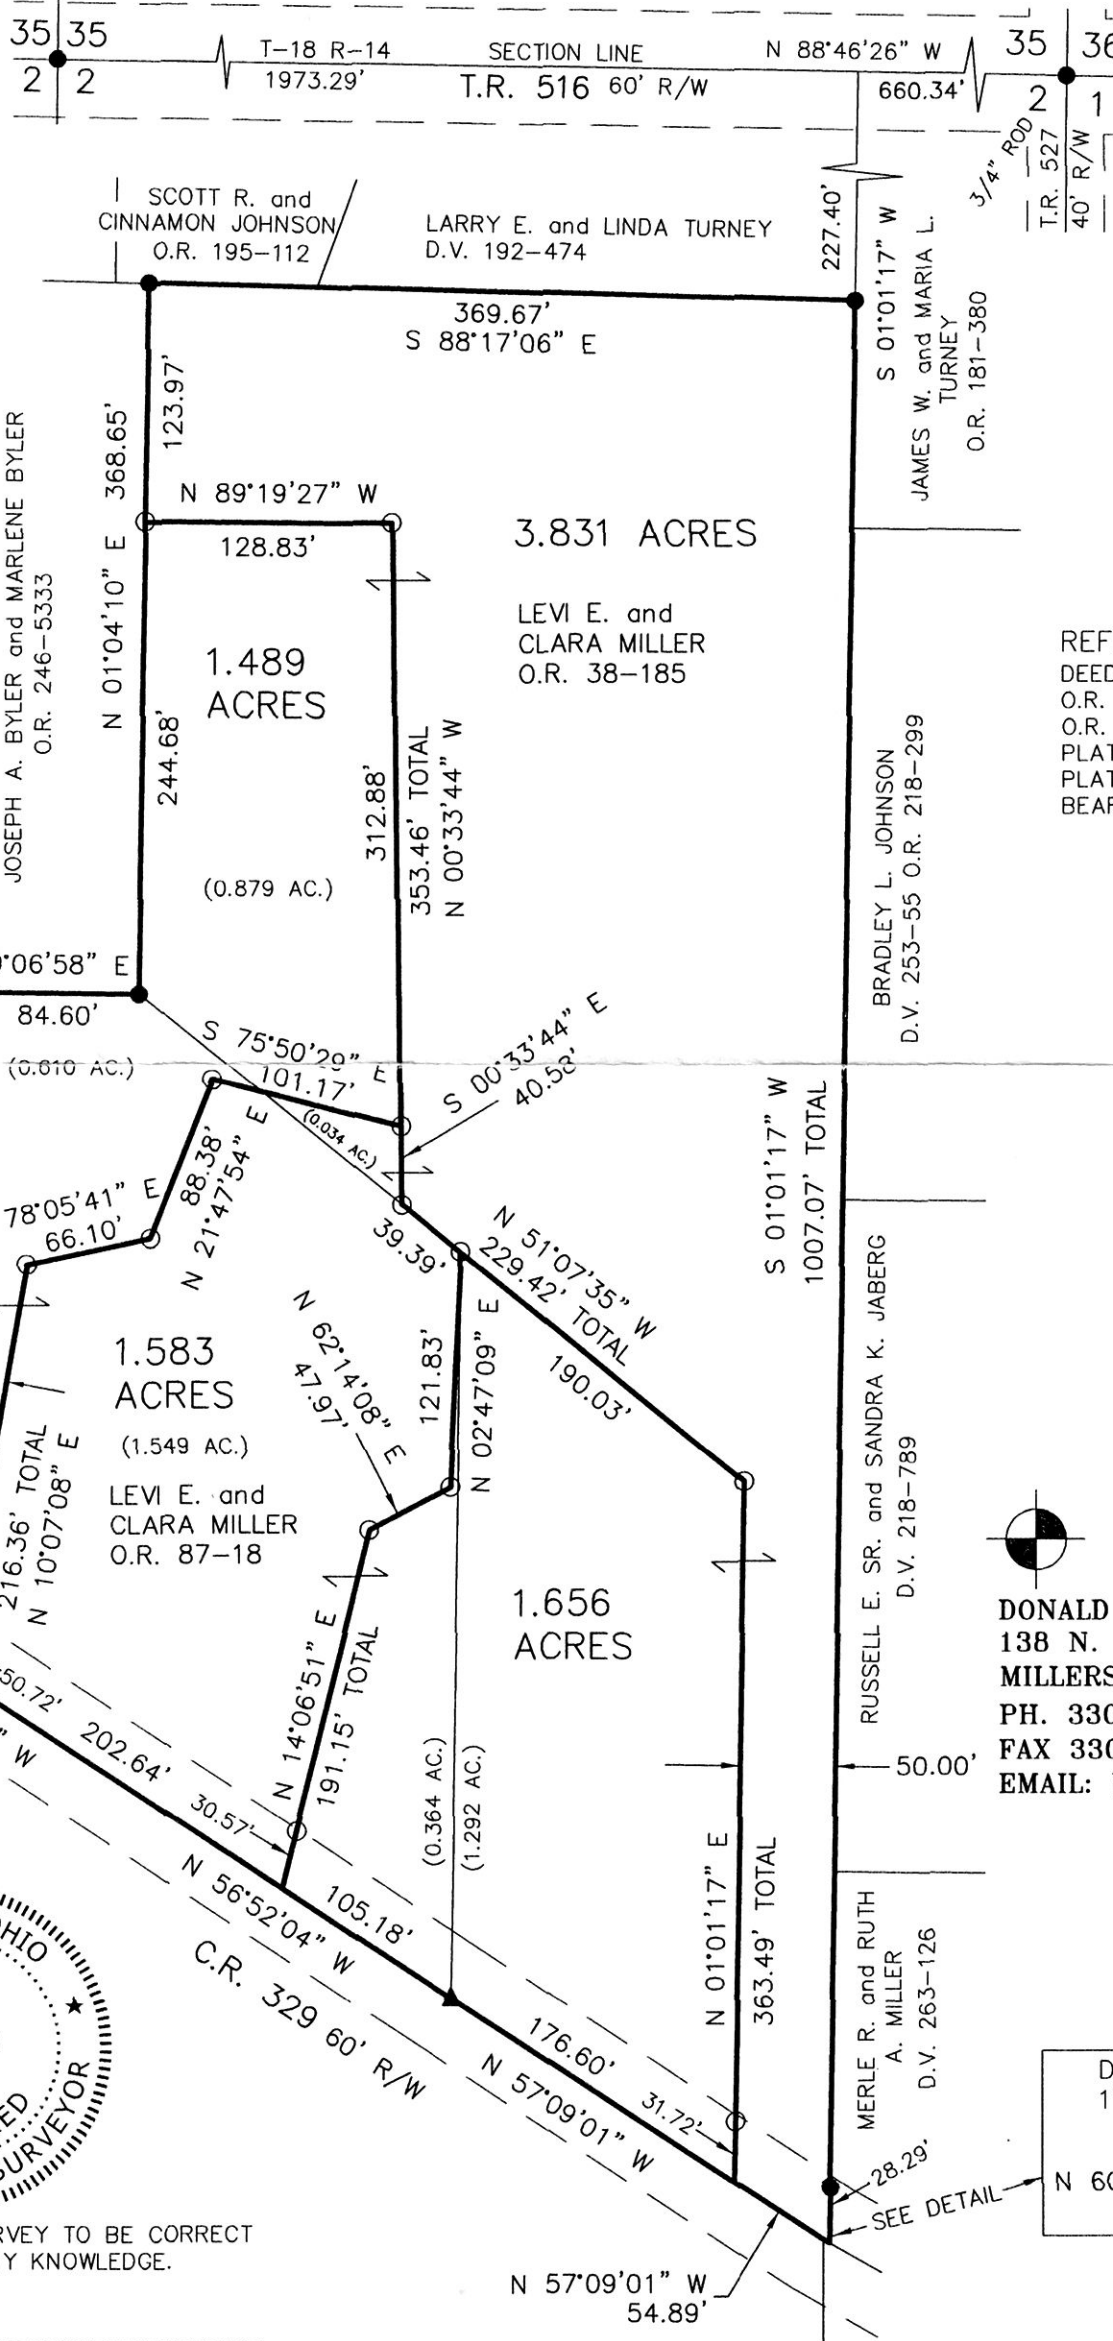 35 35
2 2
T-18 R-14
1973.29'
SECTION LINE
T.R. 516 60' R/W
N 88°46'26" W
660.34'
35 36
2 1
3/4" ROD
T.R. 527
40' R/W
SCOTT R. and
CINNAMON JOHNSON
O.R. 195-112
LARRY E. and LINDA TURNEY
D.V. 192-474
227.40'
S 01°01'17" W
JAMES W. and MARIA L.
TURNEY
O.R. 181-380
369.67'
S 88°17'06" E
123.97'
N 01°04'10" E 368.65'
JOSEPH A. BYLER and MARLENE BYLER
O.R. 246-5333
N 89°19'27" W
128.83'
3.831 ACRES
LEVI E. and
CLARA MILLER
O.R. 38-185
1.489
ACRES
244.68'
312.88'
353.46' TOTAL
N 00°33'44" W
(0.879 AC.)
BRADLEY L. JOHNSON
D.V. 253-55 O.R. 218-299
REF
DEED
O.R.
O.R.
PLAT
PLAT
BEAR
°06'58" E
84.60'
(0.610 AC.)
S 75°50'29" E
101.17'
(0.034 AC.)
S 00°33'44" E
40.58'
S 01°01'17" W
1007.07' TOTAL
78°05'41" E
66.10'
88.38'
N 21°47'54" E
39.39'
N 51°07'35" W
229.42' TOTAL
190.03'
N 62°14'08" E
47.97'
121.83'
N 02°47'09" E
1.583
ACRES
(1.549 AC.)
LEVI E. and
CLARA MILLER
O.R. 87-18
216.36' TOTAL
N 10°07'08" E
RUSSELL E. SR. and SANDRA K. JABERG
D.V. 218-789
1.656
ACRES
N 14°06'51" E
191.15' TOTAL
DONALD
138 N.
MILLERS
PH. 330
FAX 330
EMAIL:
50.00'
50.72'
" W
202.64'
30.57'
(0.364 AC.)
(1.292 AC.)
N 01°01'17" E
363.49' TOTAL
N 56°52'04" W
105.18'
C.R. 329 60' R/W
MERLE R. and RUTH
A. MILLER
D.V. 263-126
OHIO
ED
SURVEYOR
176.60'
N 57°09'01" W
31.72'
28.29'
SEE DETAIL
D
1
N 60
RVEY TO BE CORRECT
Y KNOWLEDGE.
N 57°09'01" W
54.89'